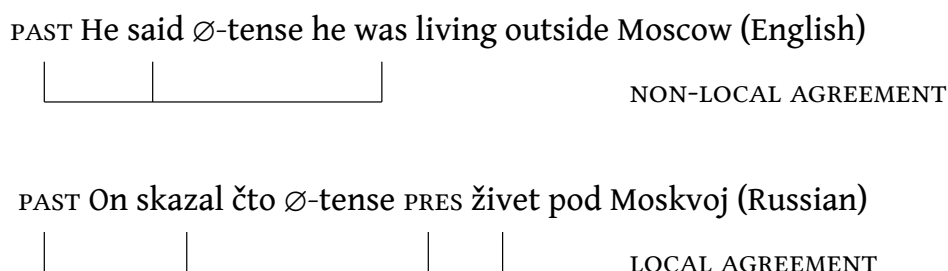 PAST He said ∅-tense he was living outside Moscow (English)
NON-LOCAL AGREEMENT
PAST On skazal čto ∅-tense PRES živet pod Moskvoj (Russian)
LOCAL AGREEMENT